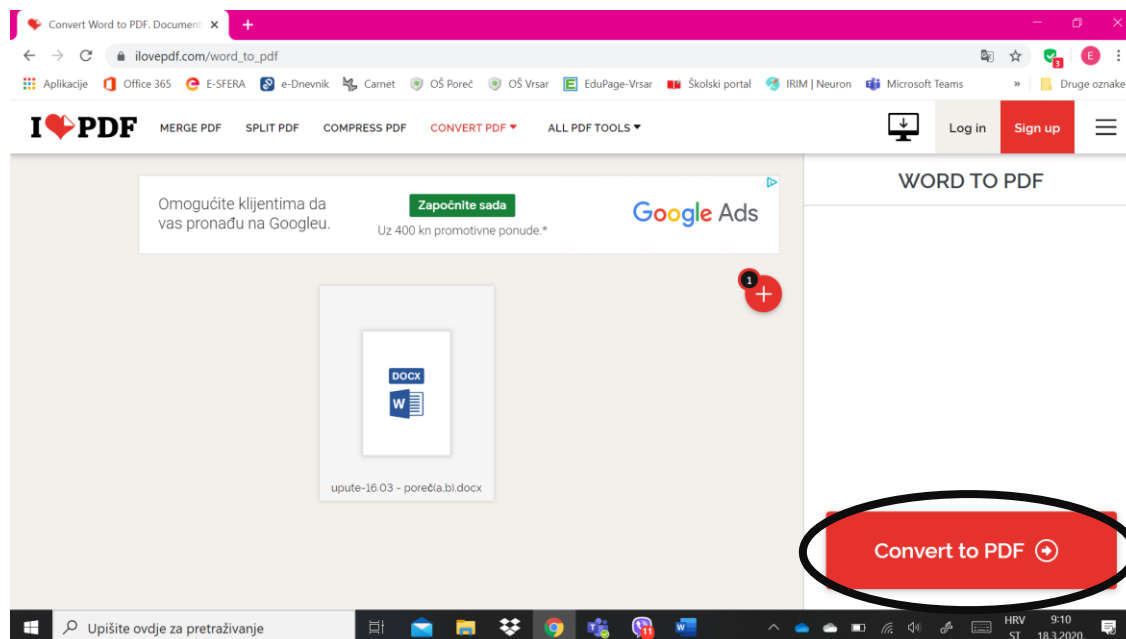 Convert Word to PDF. Document
ilovepdf.com/word_to_pdf
3
E
Aplikacije Office 365 E-SFERA e-Dnevnik Carnet OŠ Poreč OŠ Vrsar EduPage-Vrsar Školski portal IRIM | Neuron Microsoft Teams » Druge oznake
I PDF MERGE PDF SPLIT PDF COMPRESS PDF CONVERT PDF ALL PDF TOOLS Log in Sign up
WORD TO PDF
Omogućite klijentima da
vas pronađu na Googleu.
Započnite sada
Uz 400 kn promotivne ponude.*
Google Ads
1
DOCX
W
upute-16.03 - poreč(a,b).docx
Convert to PDF
Upišite ovdje za pretraživanje
11
HRV
ST
9:10
18.3.2020.